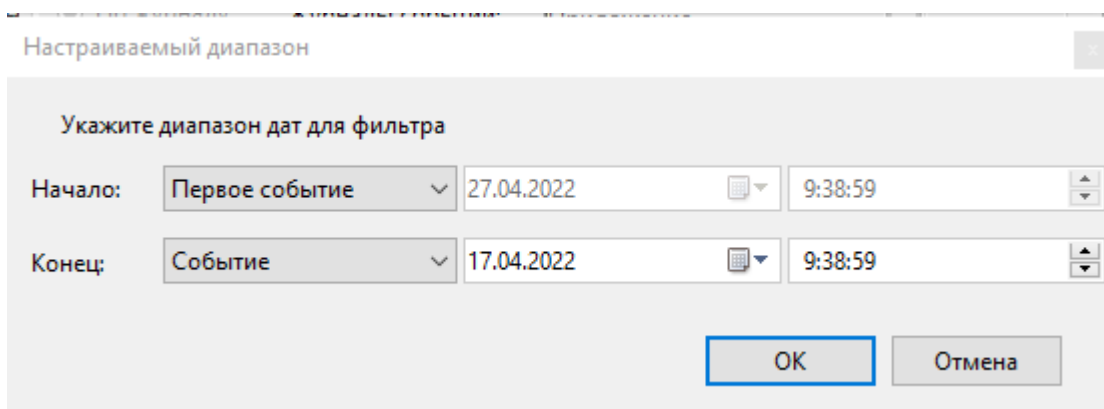 Настраиваемый диапазон
Укажите диапазон дат для фильтра
Начало: Первое событие 27.04.2022 9:38:59
Конец: Событие 17.04.2022 9:38:59
ОК Отмена